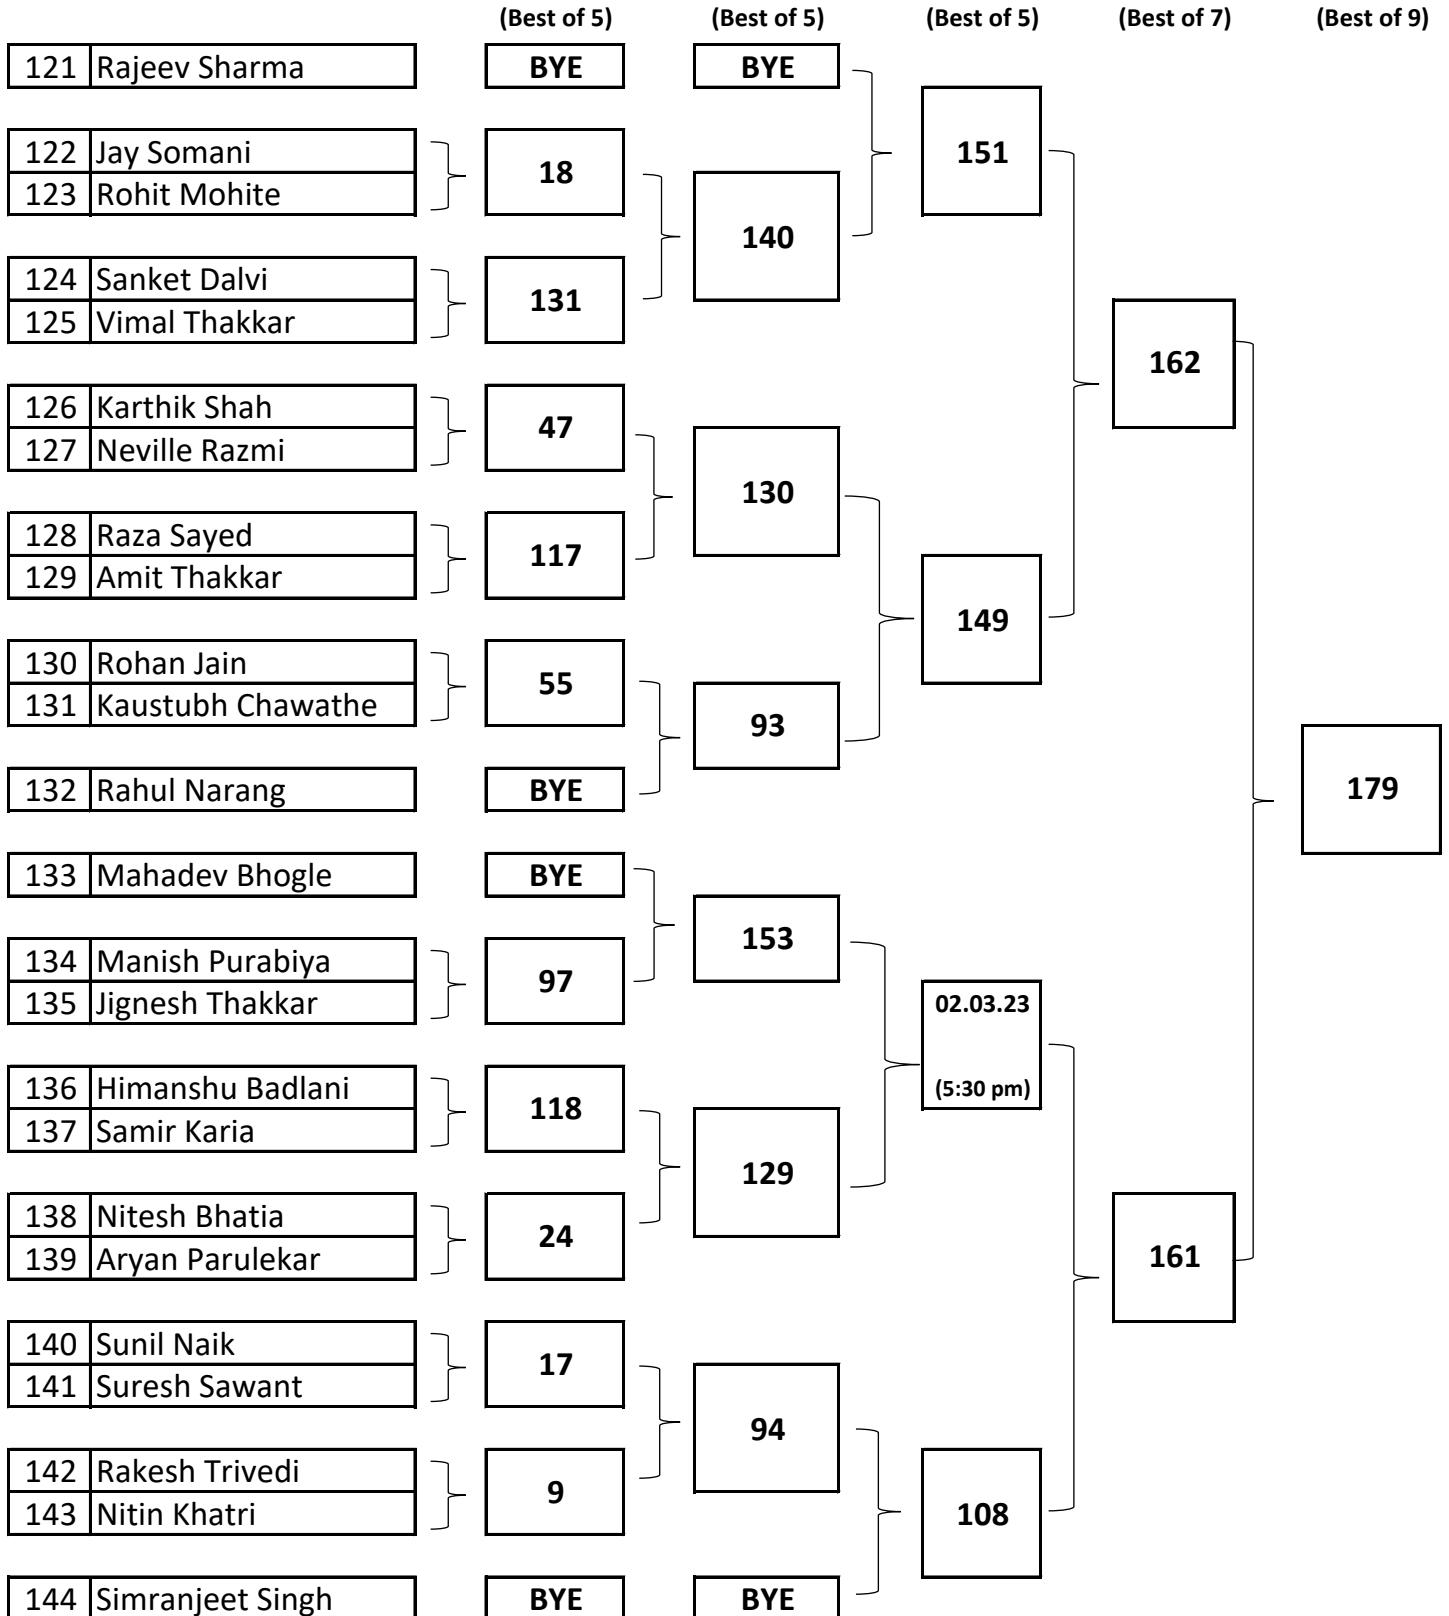 (Best of 5) (Best of 5) (Best of 5) (Best of 7) (Best of 9)
121 Rajeev Sharma BYE BYE
151
122 Jay Somani
18
123 Rohit Mohite
140
124 Sanket Dalvi
131
125 Vimal Thakkar
162
126 Karthik Shah
47
127 Neville Razmi
130
128 Raza Sayed
117
129 Amit Thakkar
149
130 Rohan Jain
55
131 Kaustubh Chawathe
93
132 Rahul Narang BYE
179
133 Mahadev Bhogle BYE
153
134 Manish Purabiya
97
135 Jignesh Thakkar
02.03.23
(5:30 pm)
136 Himanshu Badlani
118
137 Samir Karia
129
138 Nitesh Bhatia
24
139 Aryan Parulekar
161
140 Sunil Naik
17
141 Suresh Sawant
94
142 Rakesh Trivedi
9
143 Nitin Khatri
108
144 Simranjeet Singh BYE BYE